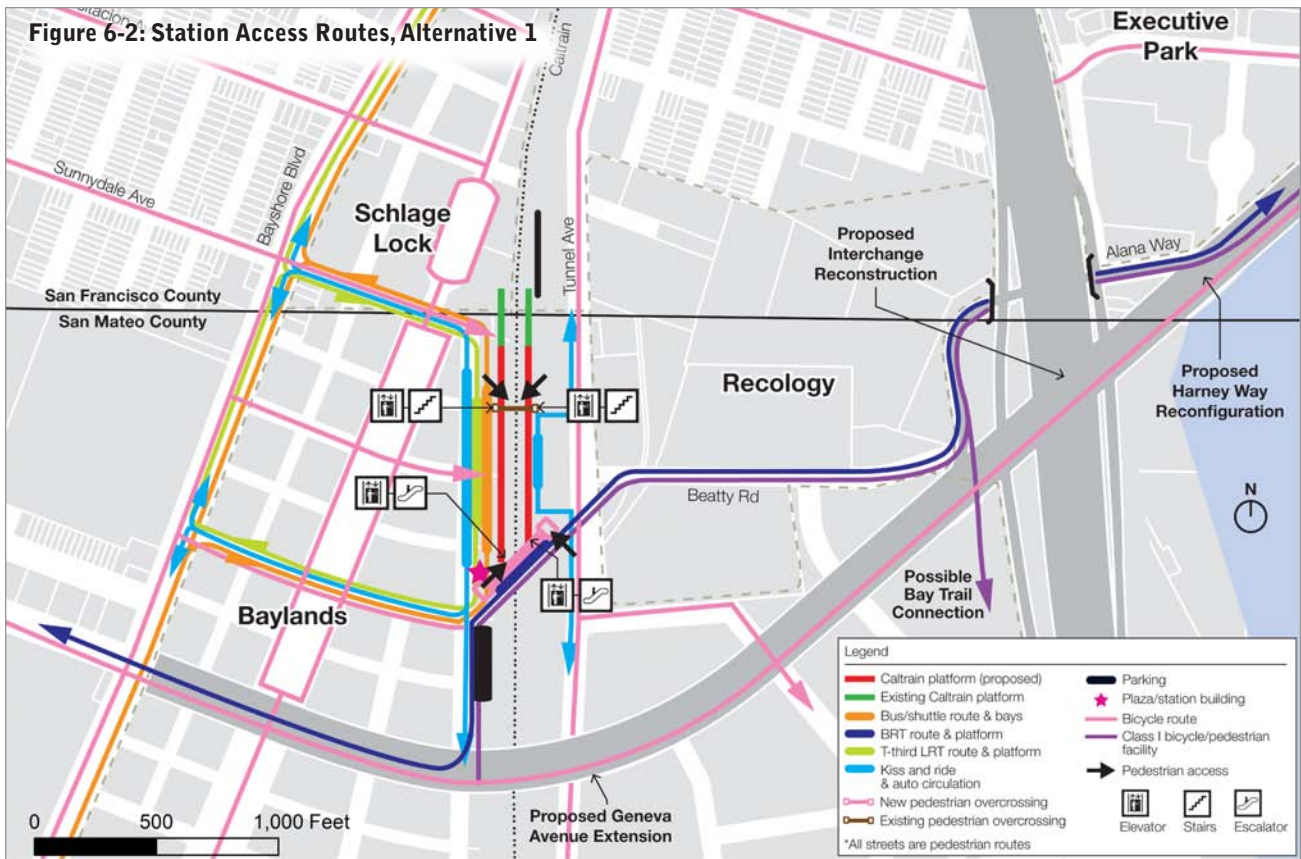 Figure 6-2: Station Access Routes, Alternative 1
Caltrain
Executive
Park
Sunnydale Ave
Bayshore Blvd
Schlage
Lock
Tunnel Ave
Proposed
Interchange
Reconstruction
Alana Way
San Francisco County
San Mateo County
Recology
Proposed
Harney Way
Reconfiguration
Beatty Rd
N
Baylands
Possible
Bay Trail
Connection
Proposed Geneva
Avenue Extension
0 500 1,000 Feet
Legend
Caltrain platform (proposed)
Existing Caltrain platform
Bus/shuttle route & bays
BRT route & platform
T-third LRT route & platform
Kiss and ride
& auto circulation
New pedestrian overcrossing
Existing pedestrian overcrossing
*All streets are pedestrian routes
Parking
Plaza/station building
Bicycle route
Class I bicycle/pedestrian
facility
Pedestrian access
Elevator Stairs Escalator